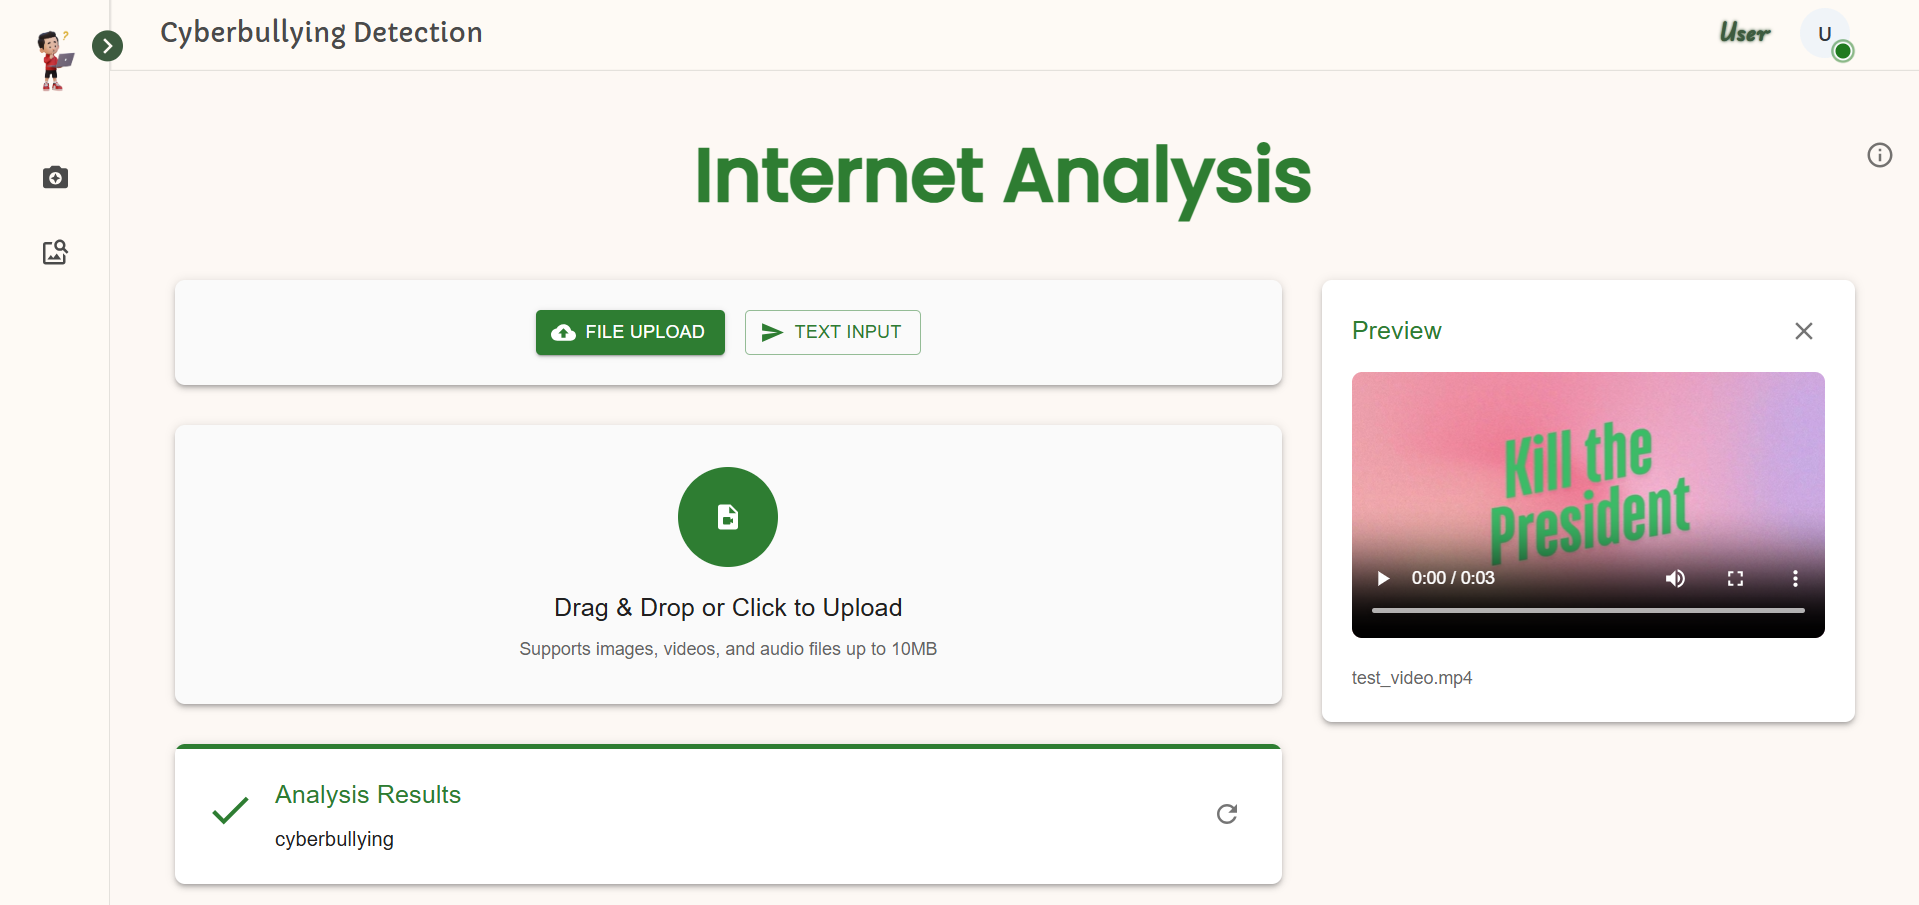 Cyberbullying Detection
User
U
Internet Analysis
FILE UPLOAD
TEXT INPUT
Drag & Drop or Click to Upload
Supports images, videos, and audio files up to 10MB
Analysis Results
cyberbullying
Preview
Kill the
President
0:00 / 0:03
test_video.mp4